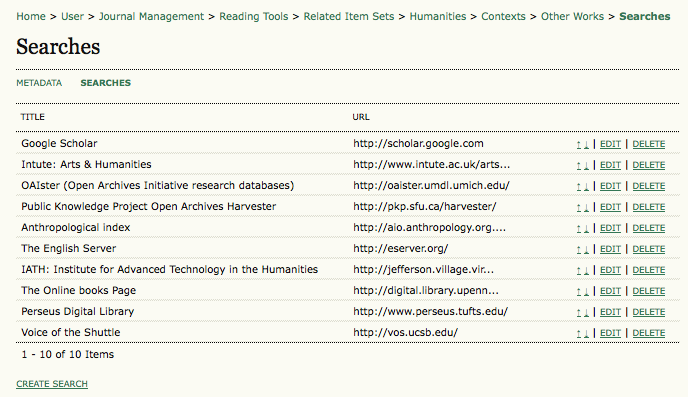 Home > User > Journal Management > Reading Tools > Related Item Sets > Humanities > Contexts > Other Works > Searches
Searches
METADATA SEARCHES
TITLE URL
Google Scholar http://scholar.google.com ↑ ↓ | EDIT | DELETE
Intute: Arts & Humanities http://www.intute.ac.uk/arts... ↑ ↓ | EDIT | DELETE
OAIster (Open Archives Initiative research databases) http://oaister.umdl.umich.edu/ ↑ ↓ | EDIT | DELETE
Public Knowledge Project Open Archives Harvester http://pkp.sfu.ca/harvester/ ↑ ↓ | EDIT | DELETE
Anthropological index http://aio.anthropology.org.... ↑ ↓ | EDIT | DELETE
The English Server http://eserver.org/ ↑ ↓ | EDIT | DELETE
IATH: Institute for Advanced Technology in the Humanities http://jefferson.village.vir... ↑ ↓ | EDIT | DELETE
The Online books Page http://digital.library.upenn... ↑ ↓ | EDIT | DELETE
Perseus Digital Library http://www.perseus.tufts.edu/ ↑ ↓ | EDIT | DELETE
Voice of the Shuttle http://vos.ucsb.edu/ ↑ ↓ | EDIT | DELETE
1 - 10 of 10 Items
CREATE SEARCH